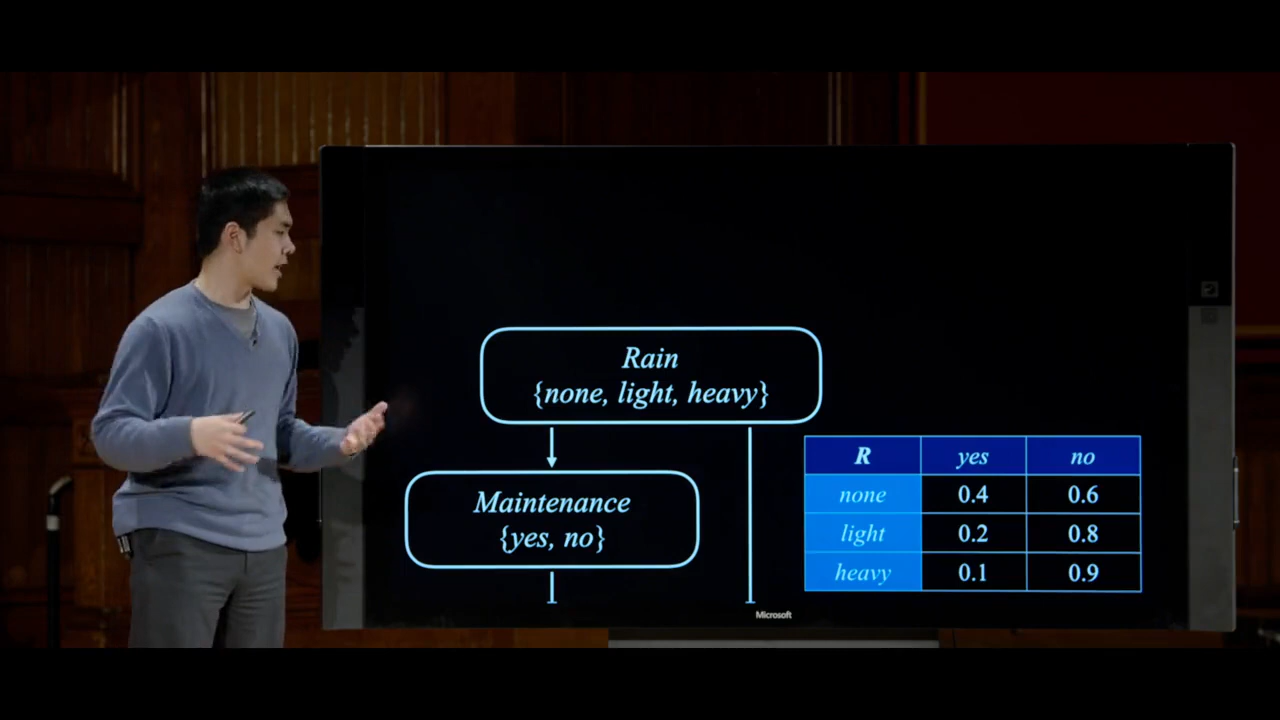 Rain
{none, light, heavy}
Maintenance
{yes, no}
R yes no
none 0.4 0.6
light 0.2 0.8
heavy 0.1 0.9
Microsoft